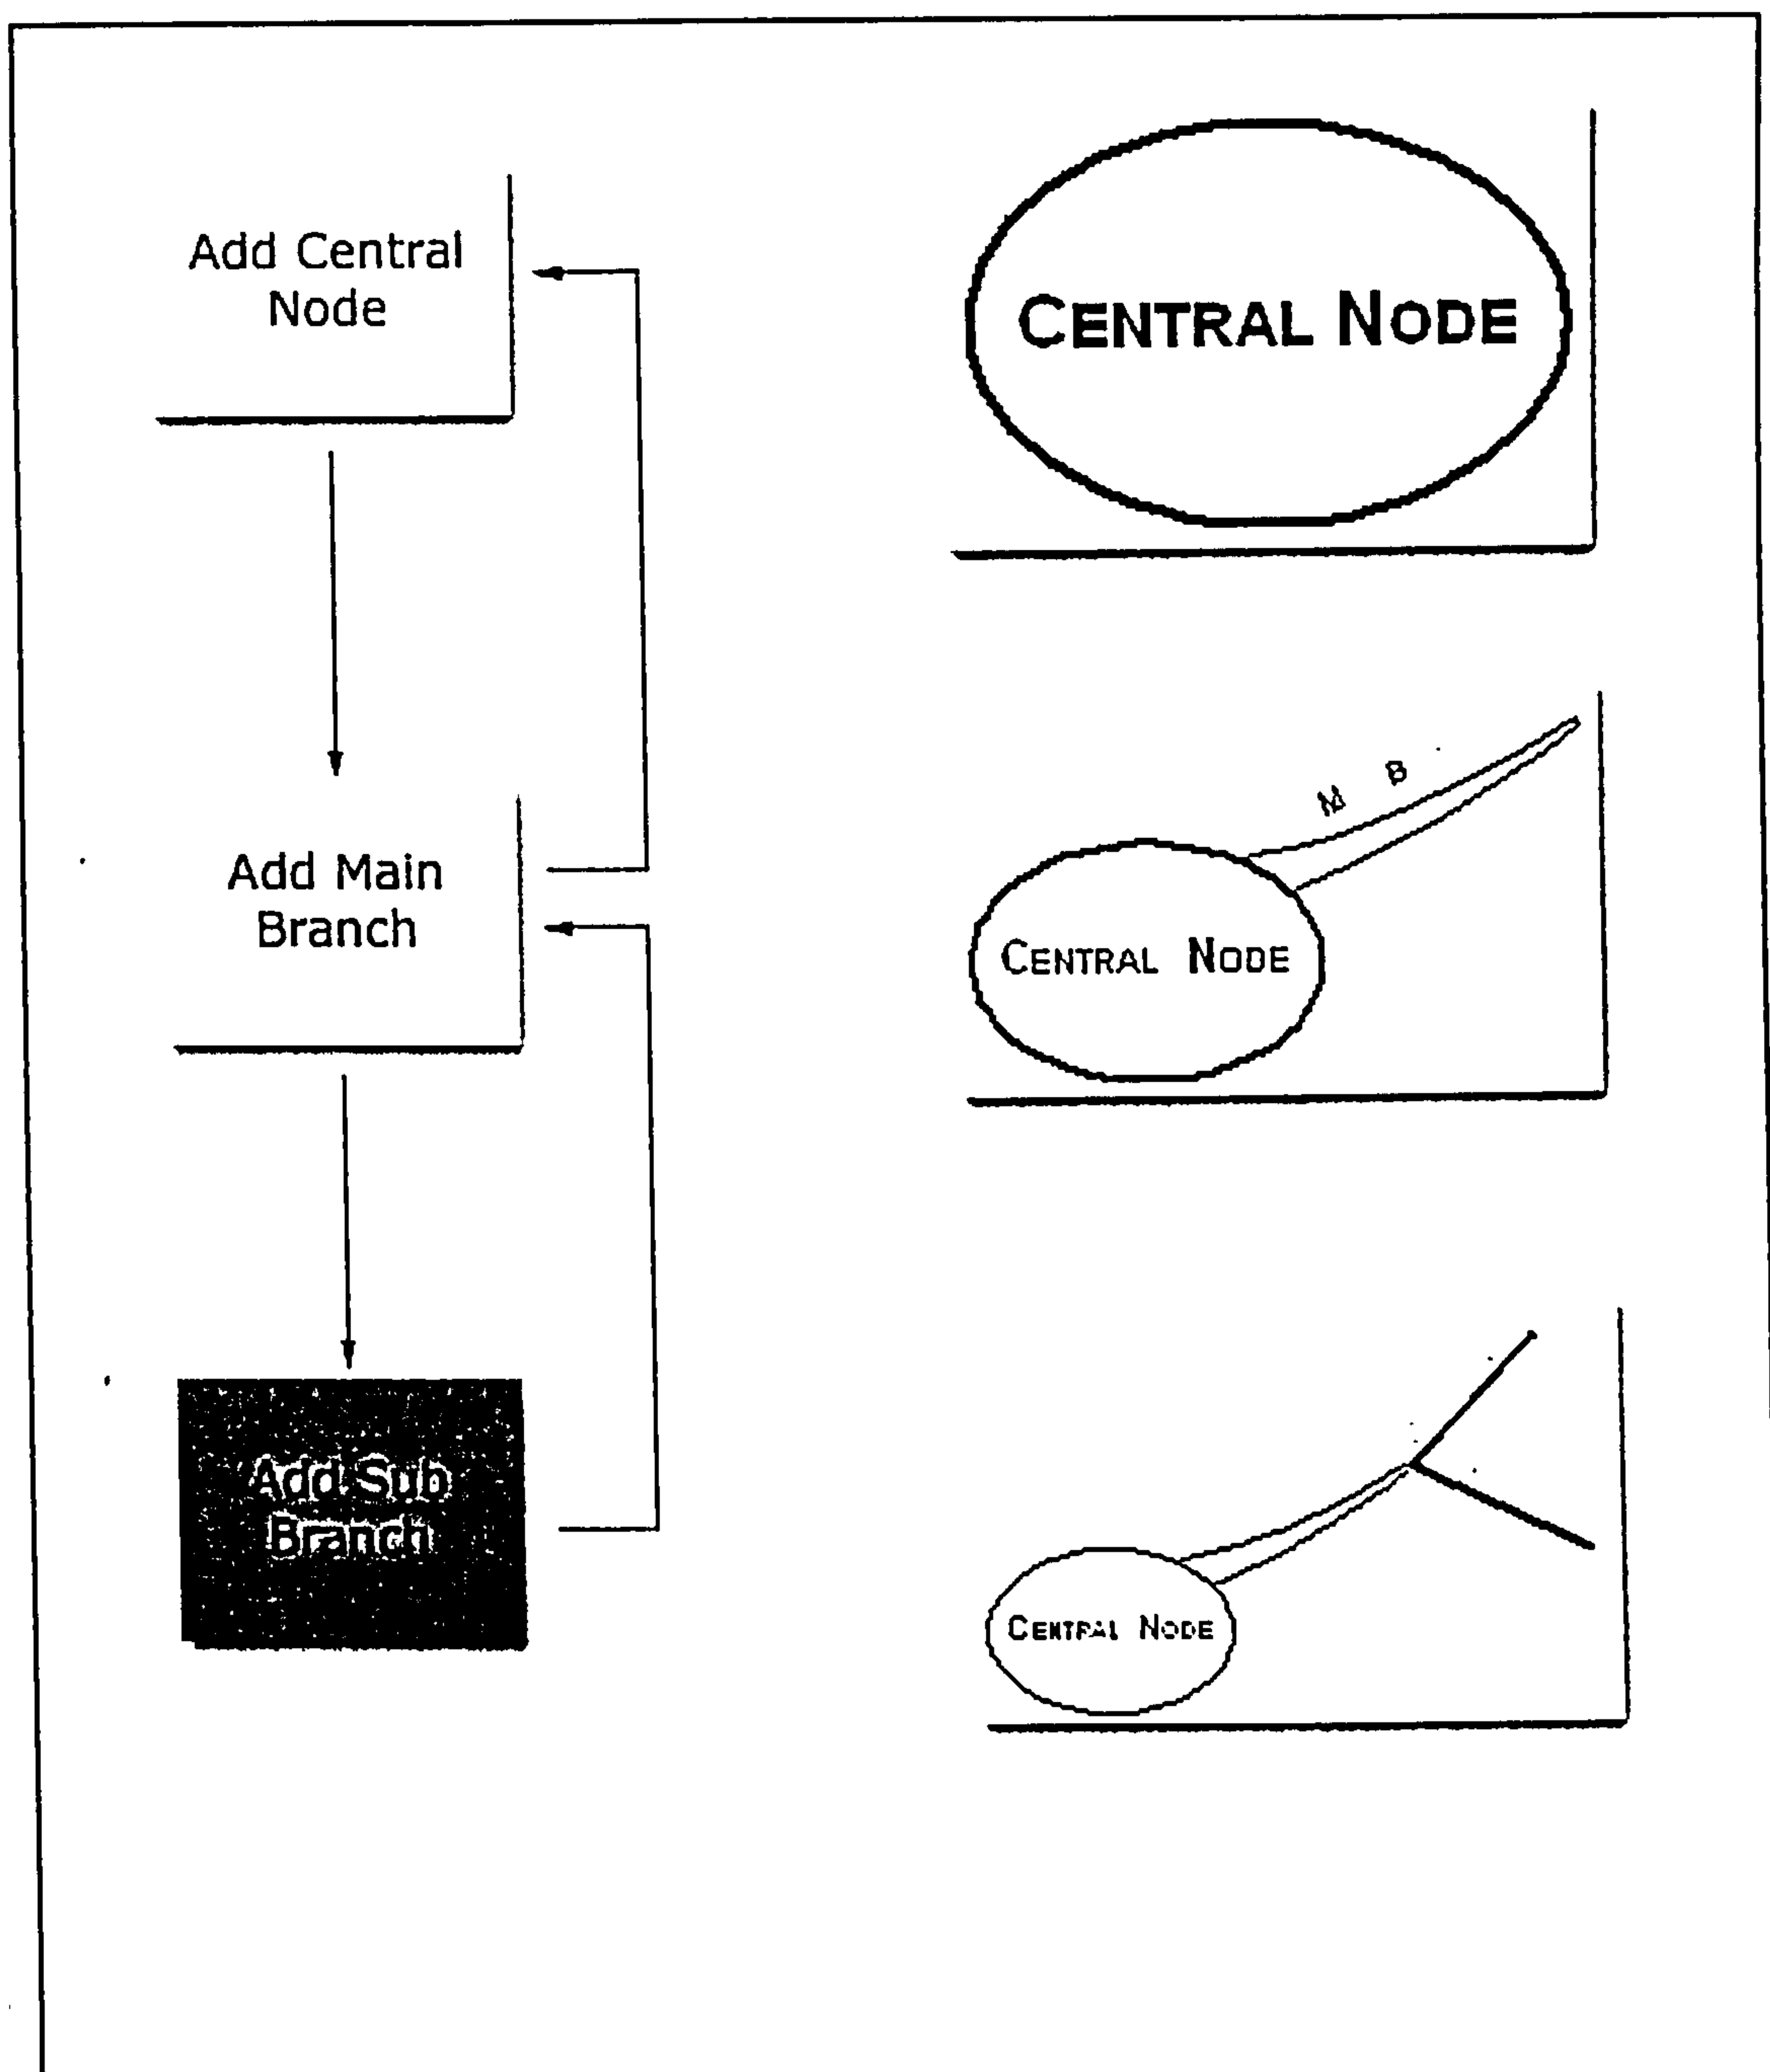 Add Central
Node
CENTRAL NODE
Add Main
Branch
M B
CENTRAL NODE
Add Sub
Branch
CENTRAL NODE